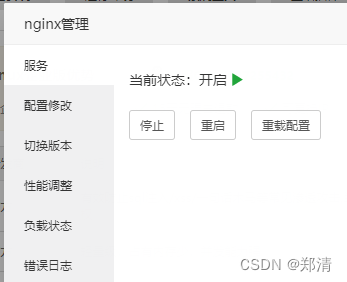 nginx管理
服务
当前状态：开启
配置修改
停止 重启 重载配置
切换版本
性能调整
负载状态
错误日志
CSDN @郑清